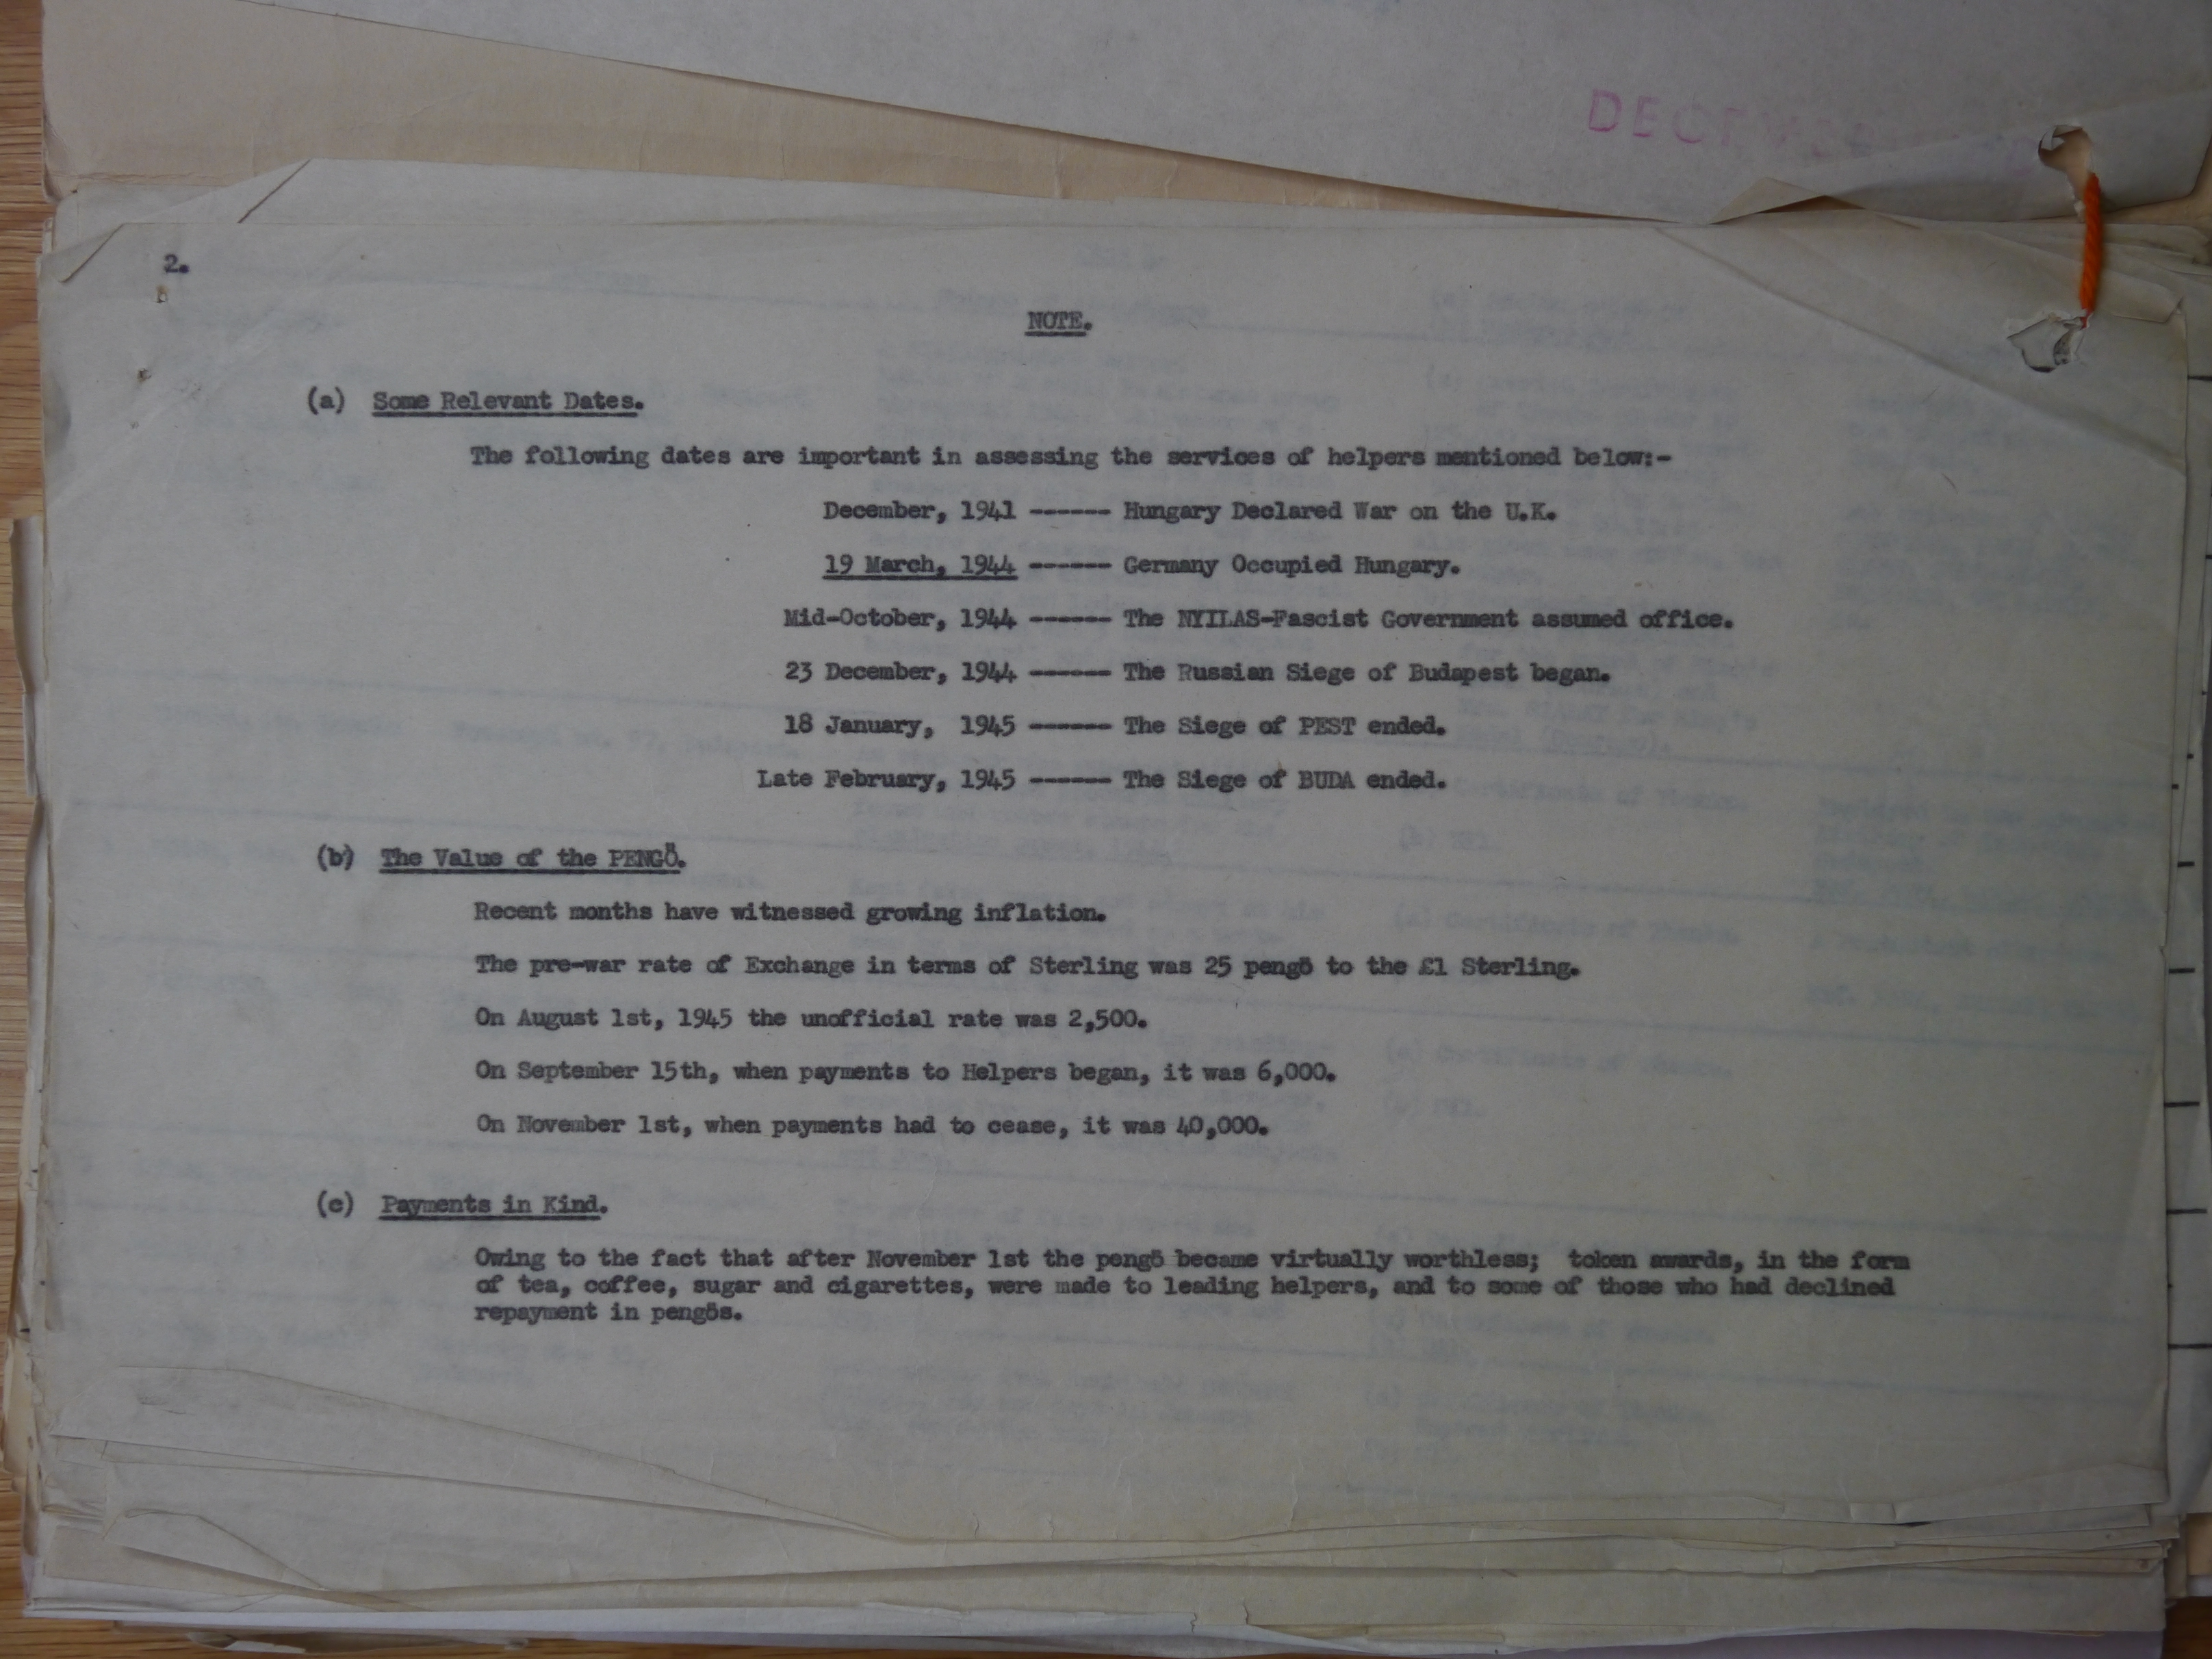 2.
NOTE.
(a) Some Relevant Dates.
The following dates are important in assessing the services of helpers mentioned below:-
December, 1941 ------ Hungary Declared War on the U.K.
19 March, 1944 ------ Germany Occupied Hungary.
Mid-October, 1944 ------ The NYILAS-Fascist Government assumed office.
23 December, 1944 ------ The Russian Siege of Budapest began.
18 January, 1945 ------ The Siege of PEST ended.
Late February, 1945 ------ The Siege of BUDA ended.
(b) The Value of the PENGÖ.
Recent months have witnessed growing inflation.
The pre-war rate of Exchange in terms of Sterling was 25 pengö to the £1 Sterling.
On August 1st, 1945 the unofficial rate was 2,500.
On September 15th, when payments to Helpers began, it was 6,000.
On November 1st, when payments had to cease, it was 40,000.
(c) Payments in Kind.
Owing to the fact that after November 1st the pengö became virtually worthless; token awards, in the form
of tea, coffee, sugar and cigarettes, were made to leading helpers, and to some of those who had declined
repayment in pengös.